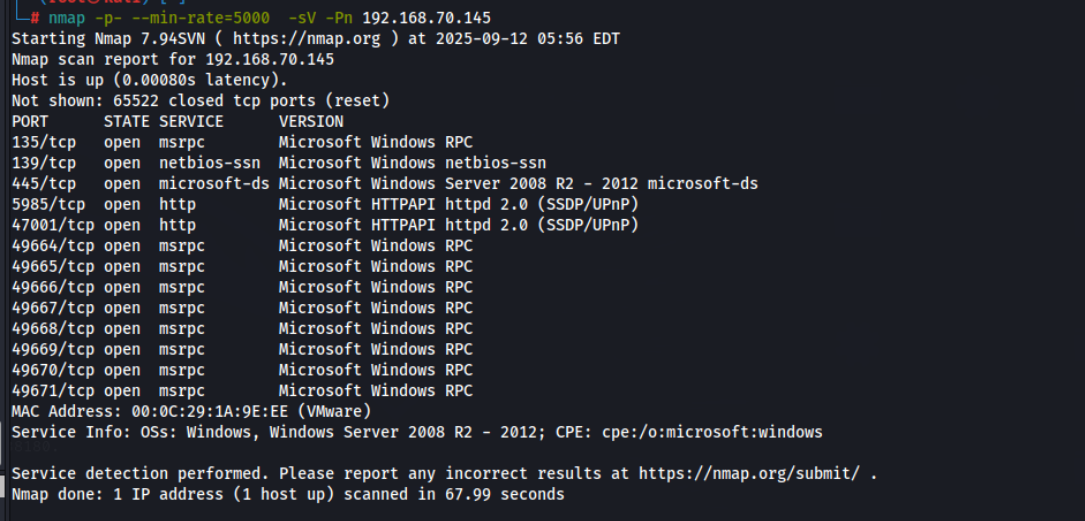 # nmap -p- --min-rate=5000  -sV -Pn 192.168.70.145
Starting Nmap 7.94SVN ( https://nmap.org ) at 2025-09-12 05:56 EDT
Nmap scan report for 192.168.70.145
Host is up (0.00080s latency).
Not shown: 65522 closed tcp ports (reset)
PORT      STATE SERVICE      VERSION
135/tcp   open  msrpc        Microsoft Windows RPC
139/tcp   open  netbios-ssn  Microsoft Windows netbios-ssn
445/tcp   open  microsoft-ds Microsoft Windows Server 2008 R2 - 2012 microsoft-ds
5985/tcp  open  http         Microsoft HTTPAPI httpd 2.0 (SSDP/UPnP)
47001/tcp open  http         Microsoft HTTPAPI httpd 2.0 (SSDP/UPnP)
49664/tcp open  msrpc        Microsoft Windows RPC
49665/tcp open  msrpc        Microsoft Windows RPC
49666/tcp open  msrpc        Microsoft Windows RPC
49667/tcp open  msrpc        Microsoft Windows RPC
49668/tcp open  msrpc        Microsoft Windows RPC
49669/tcp open  msrpc        Microsoft Windows RPC
49670/tcp open  msrpc        Microsoft Windows RPC
49671/tcp open  msrpc        Microsoft Windows RPC
MAC Address: 00:0C:29:1A:9E:EE (VMware)
Service Info: OSs: Windows, Windows Server 2008 R2 - 2012; CPE: cpe:/o:microsoft:windows
Service detection performed. Please report any incorrect results at https://nmap.org/submit/ .
Nmap done: 1 IP address (1 host up) scanned in 67.99 seconds